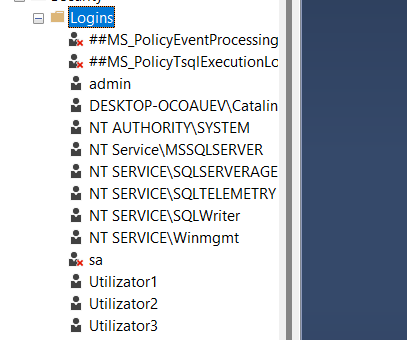 Logins
##MS_PolicyEventProcessing
##MS_PolicyTsqlExecutionLo
admin
DESKTOP-OCOAUEV\Catalin
NT AUTHORITY\SYSTEM
NT Service\MSSQLSERVER
NT SERVICE\SQLSERVERAGE
NT SERVICE\SQLTELEMETRY
NT SERVICE\SQLWriter
NT SERVICE\Winmgmt
sa
Utilizator1
Utilizator2
Utilizator3